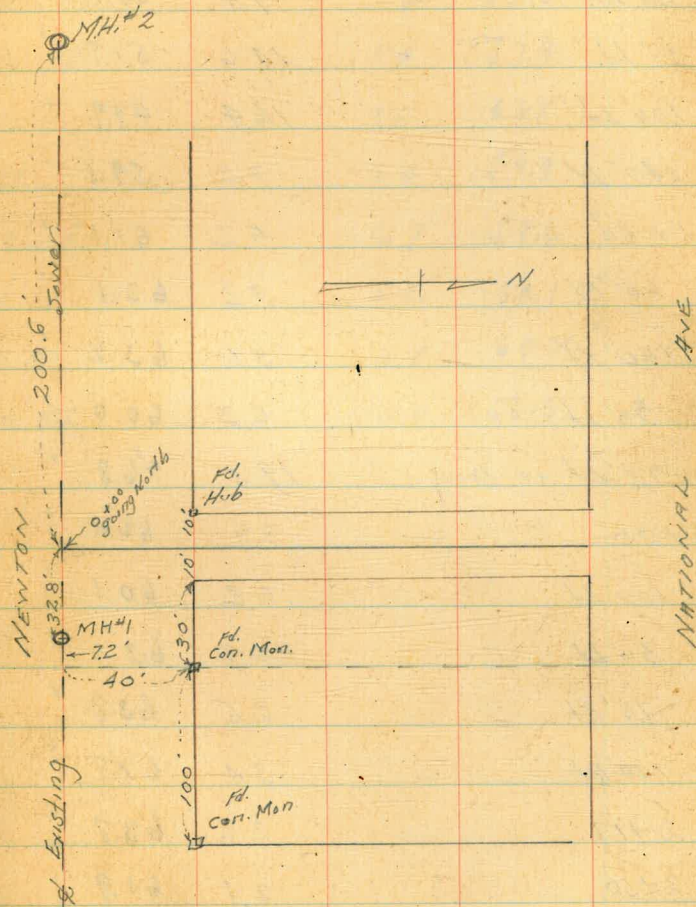 M.H.#2
N
200.6'
Sower
NATIONAL AVE
0+00
going North
Fd.
Hub
10'
10'
NEWTON
32.8'
MH#1
7.2'
30'
Fd.
Con. Mon.
40'
100'
Fd.
Con. Mon.
℄ Existing